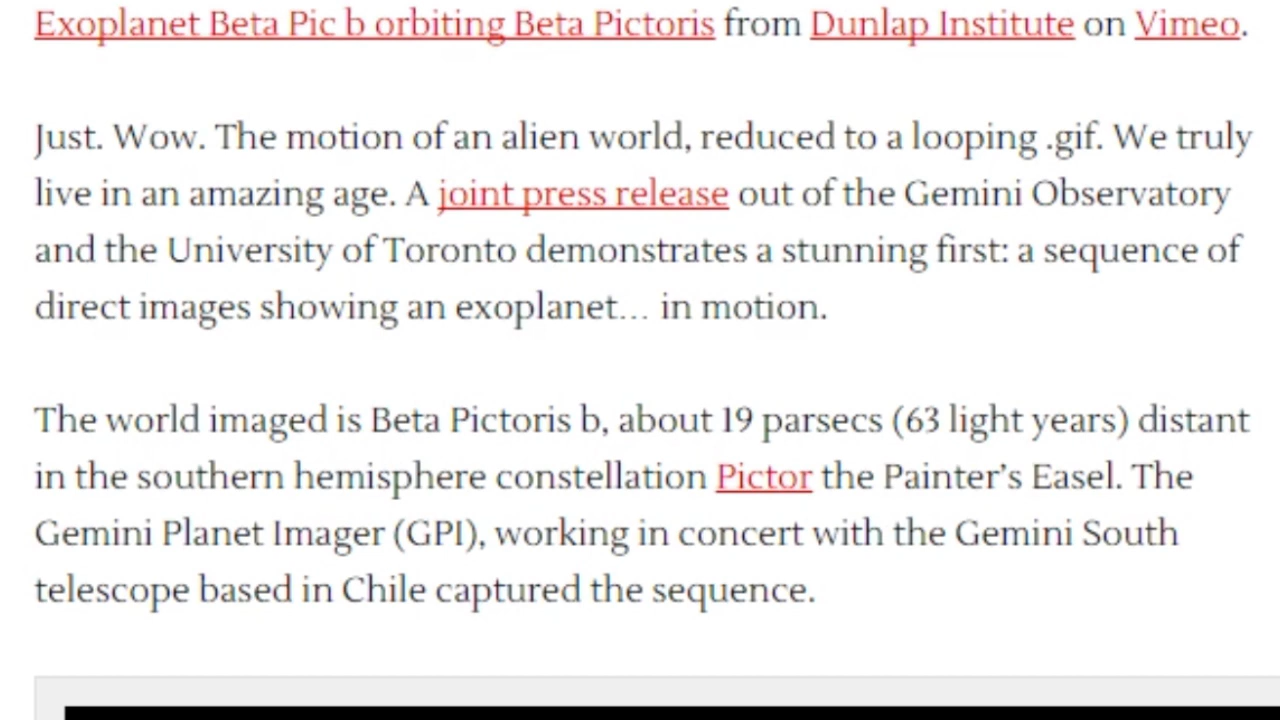 Exoplanet Beta Pic b orbiting Beta Pictoris from Dunlap Institute on Vimeo.
Just. Wow. The motion of an alien world, reduced to a looping .gif. We truly
live in an amazing age. A joint press release out of the Gemini Observatory
and the University of Toronto demonstrates a stunning first: a sequence of
direct images showing an exoplanet… in motion.
The world imaged is Beta Pictoris b, about 19 parsecs (63 light years) distant
in the southern hemisphere constellation Pictor the Painter’s Easel. The
Gemini Planet Imager (GPI), working in concert with the Gemini South
telescope based in Chile captured the sequence.